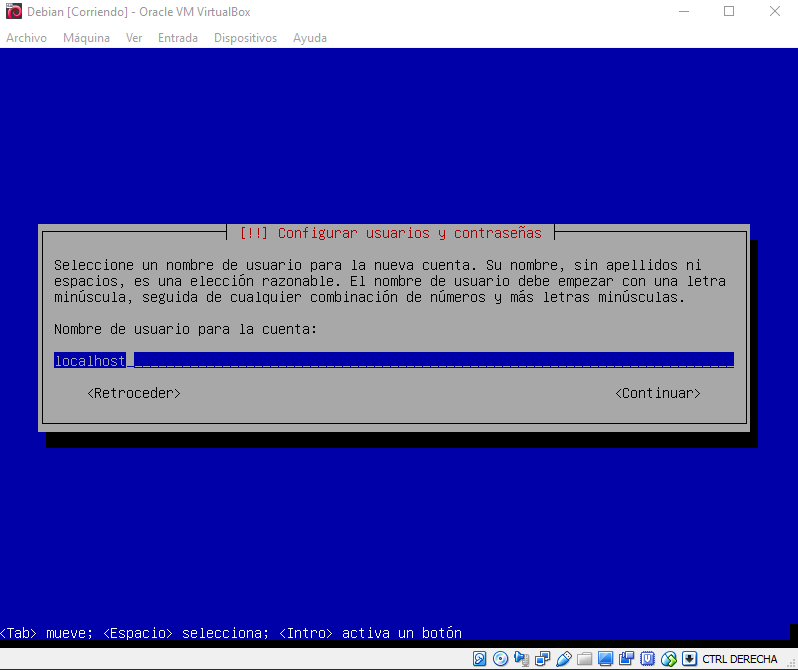 Debian [Corriendo] - Oracle VM VirtualBox
Archivo Máquina Ver Entrada Dispositivos Ayuda
[!!] Configurar usuarios y contraseñas
Seleccione un nombre de usuario para la nueva cuenta. Su nombre, sin apellidos ni
espacios, es una elección razonable. El nombre de usuario debe empezar con una letra
minúscula, seguida de cualquier combinación de números y más letras minúsculas.
Nombre de usuario para la cuenta:
localhost
<Retroceder> <Continuar>
<Tab> mueve; <Espacio> selecciona; <Intro> activa un botón
CTRL DERECHA